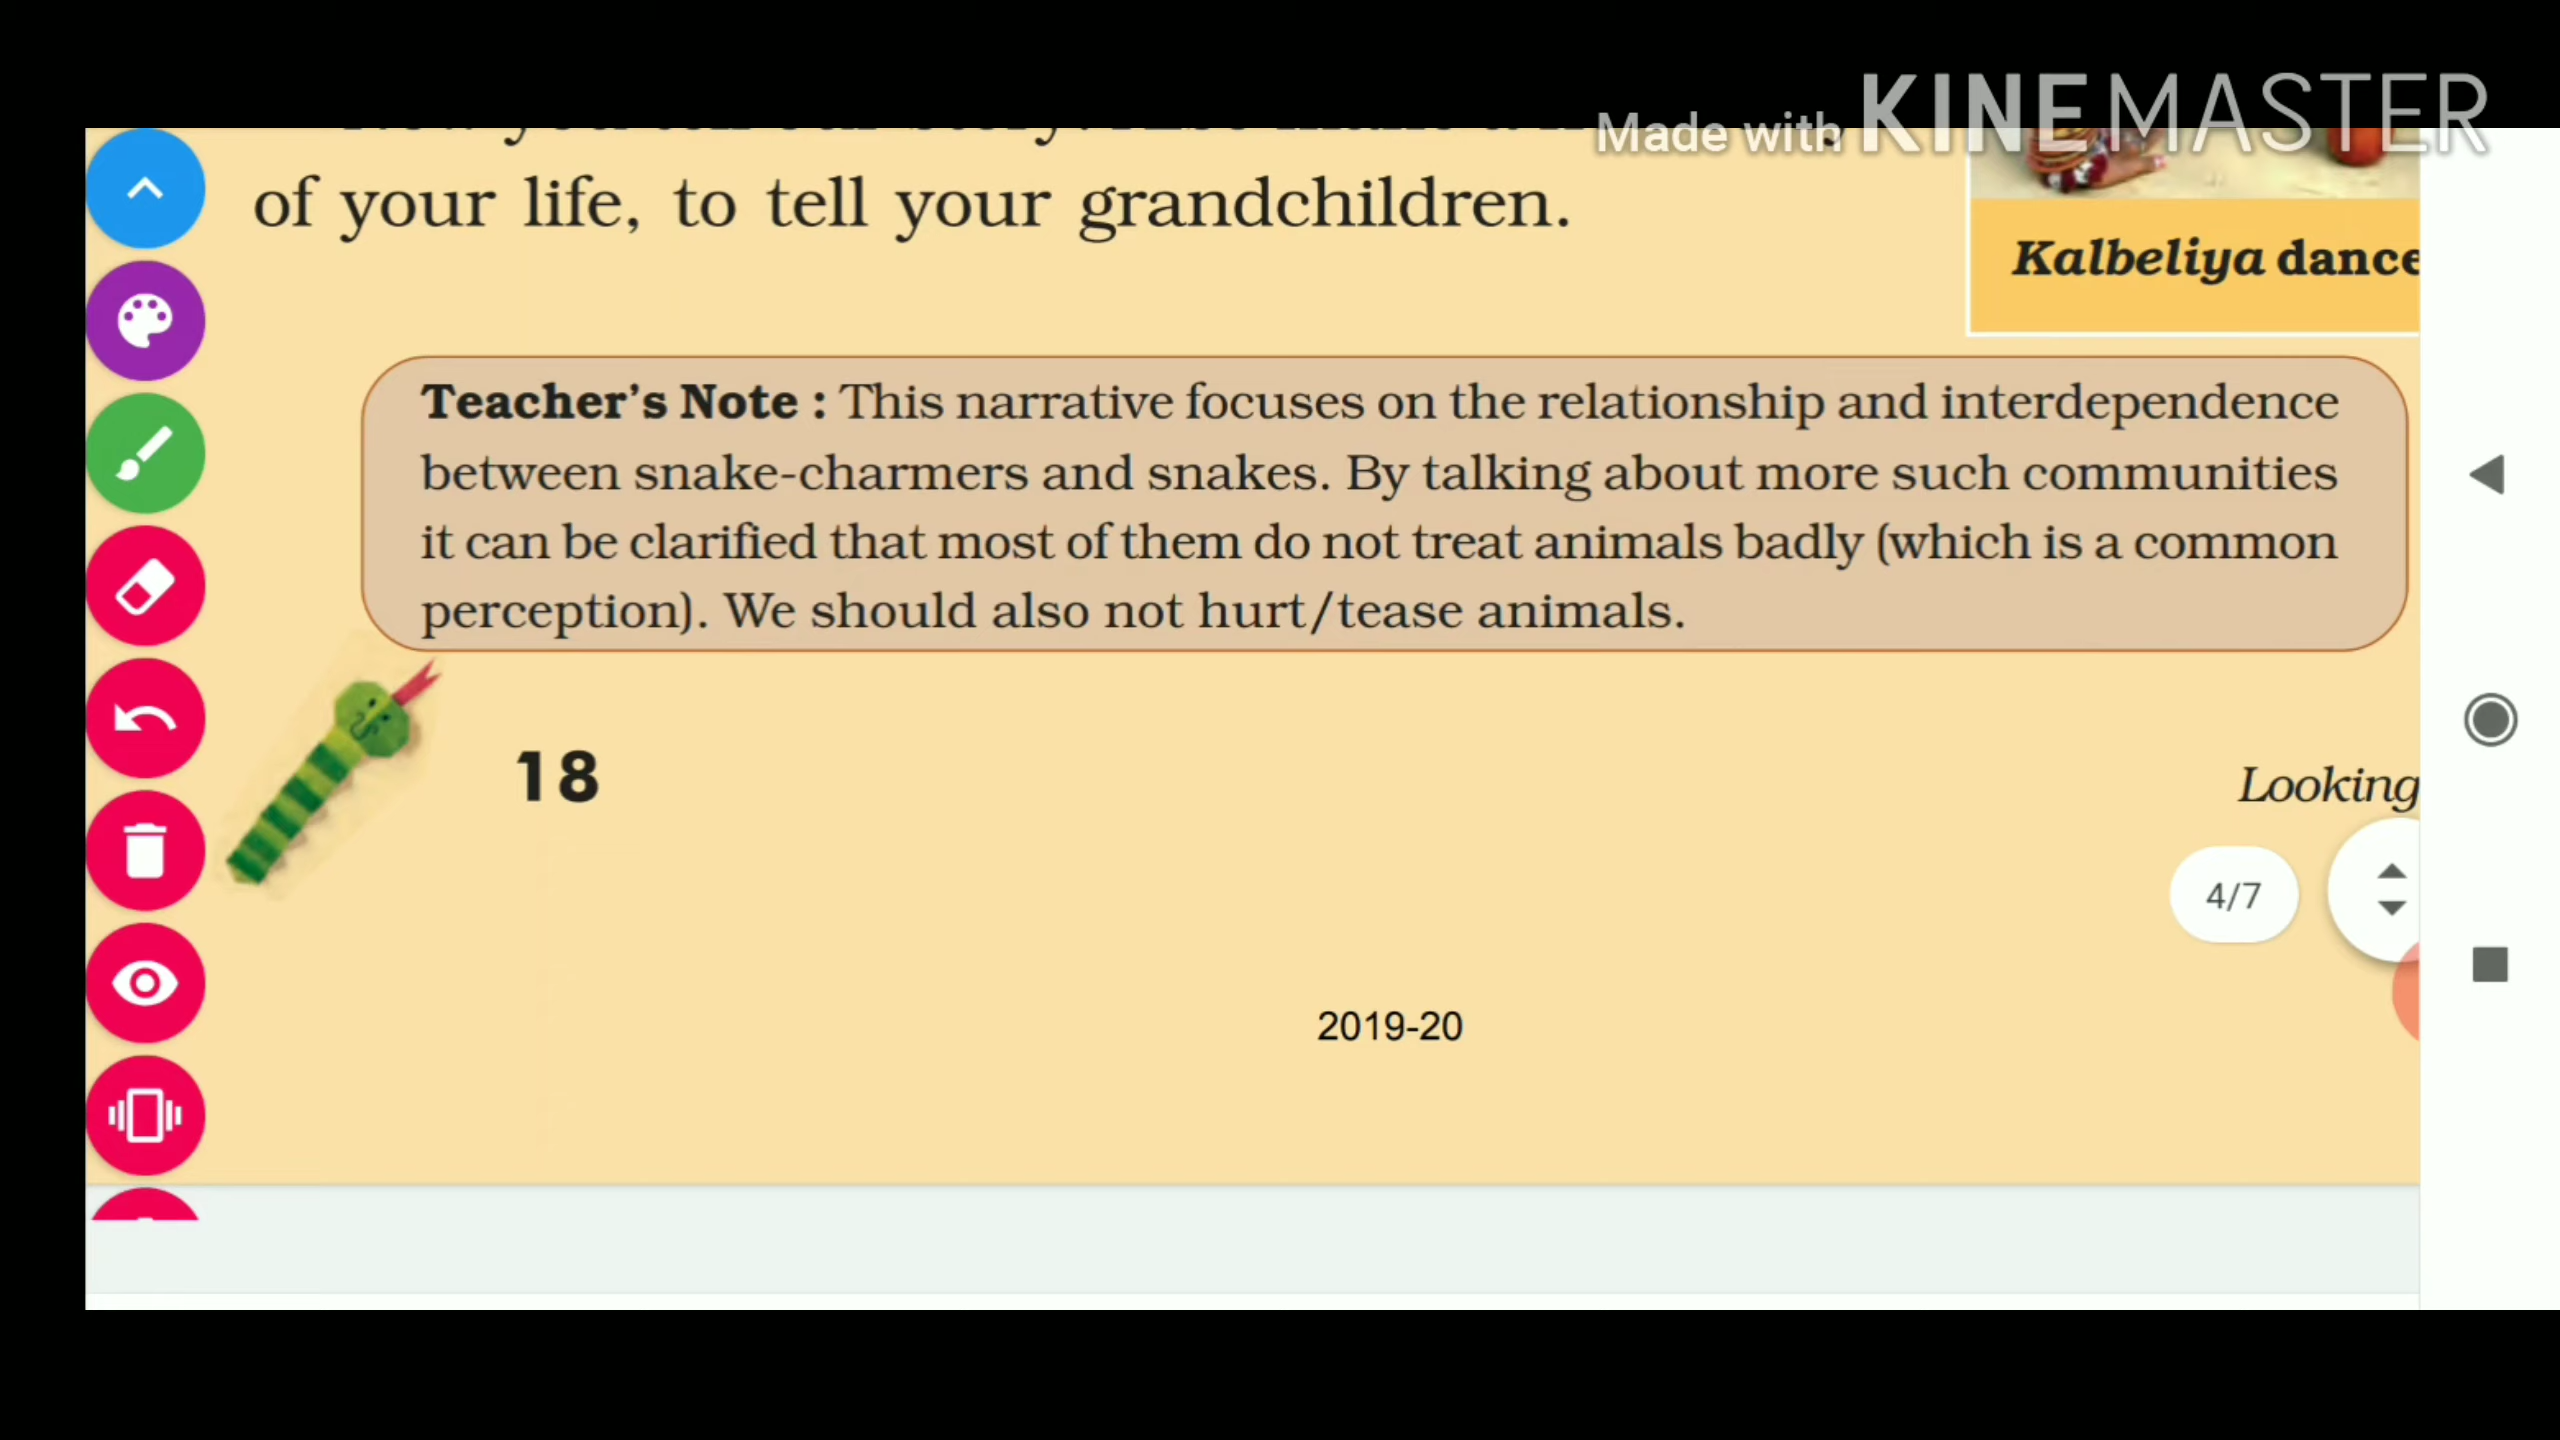 Made with KINEMASTER
of your life, to tell your grandchildren.
Kalbeliya dance
Teacher's Note : This narrative focuses on the relationship and interdependence
between snake-charmers and snakes. By talking about more such communities
it can be clarified that most of them do not treat animals badly (which is a common
perception). We should also not hurt/tease animals.
18
Looking
4/7
2019-20